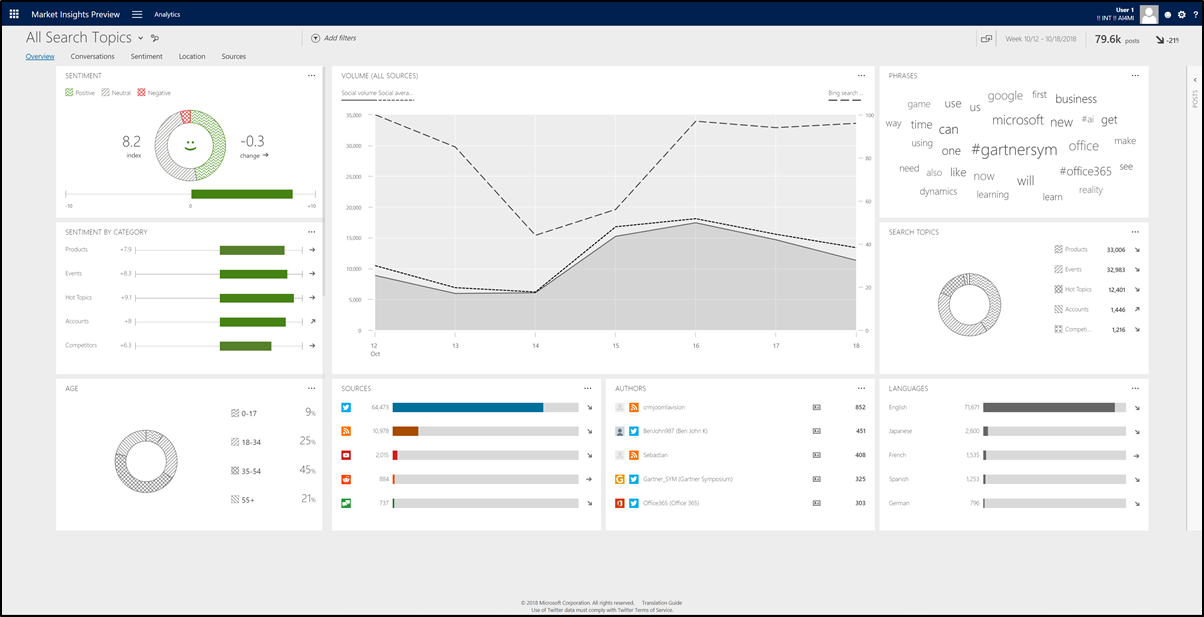 Market Insights Preview Analytics
User 1
!! INT !! AI4MI
?
All Search Topics
Add filters
Week 10/12 - 10/18/2018
79.6k posts
Overview Conversations Sentiment Location Sources
POSTS
SENTIMENT
Positive Neutral Negative
8.2
index
-0.3
change
-10 0 +10
VOLUME (ALL SOURCES)
Social volume Social avera...
Bing search ...
35,000 100
30,000
80
25,000
20,000 60
15,000
40
10,000
20
5,000
0 0
12 13 14 15 16 17 18
Oct
PHRASES
game use us google first business
way time can microsoft new #ai get
using one #gartnersym office make
need also like now will #office365 see
dynamics learning learn reality
SENTIMENT BY CATEGORY
Products +7.9
Events +8.3
Hot Topics +9.1
Accounts +8
Competitors +6.3
SEARCH TOPICS
Products 33,006
Events 32,983
Hot Topics 12,401
Accounts 1,446
Competi... 1,216
AGE
0-17 9%
18-34 25%
35-54 45%
55+ 21%
SOURCES
64,473
10,978
2,015
884
737
AUTHORS
crmjoomlavision 852
BenJohn987 (Ben John K) 451
Sebastian 408
Gartner_SYM (Gartner Symposium) 325
Office365 (Office 365) 303
LANGUAGES
English 71,671
Japanese 2,600
French 1,535
Spanish 1,253
German 796
© 2018 Microsoft Corporation. All rights reserved. Translation Guide
Use of Twitter data must comply with Twitter Terms of Service.